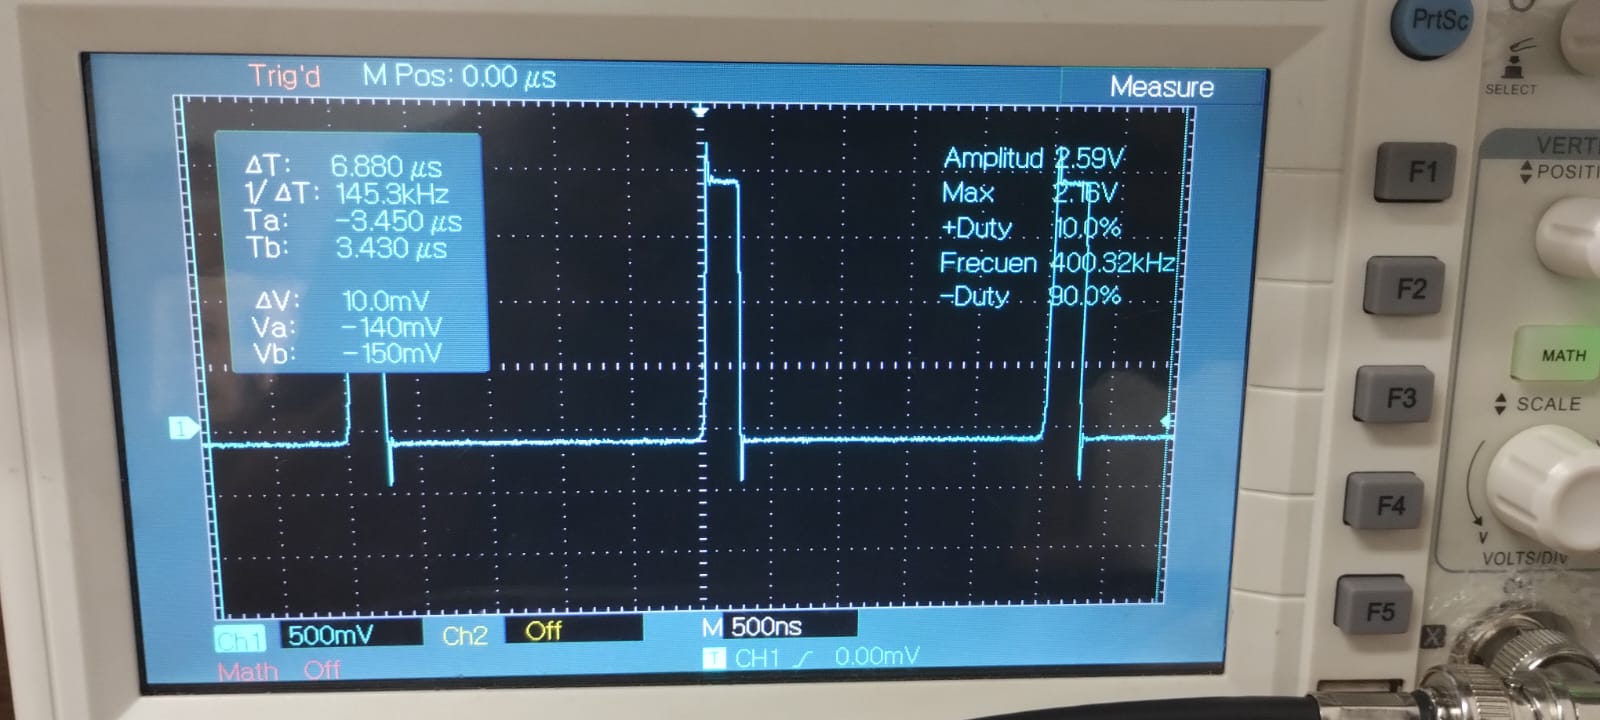 Trig'd M Pos: 0.00 μs Measure
ΔT: 6.880 μs
1/ΔT: 145.3kHz
Ta: -3.450 μs
Tb: 3.430 μs
ΔV: 10.0mV
Va: -140mV
Vb: -150mV
Amplitud 2.59V
Max 2.16V
+Duty 10.0%
Frecuen 400.32kHz
-Duty 90.0%
1
Ch1 500mV Ch2 Off M 500ns
Math Off T CH1 0.00mV
PrtSc
SELECT
F1
F2
F3
F4
F5
VERTI
POSITI
MATH
SCALE
V
VOLTS/DIV
X